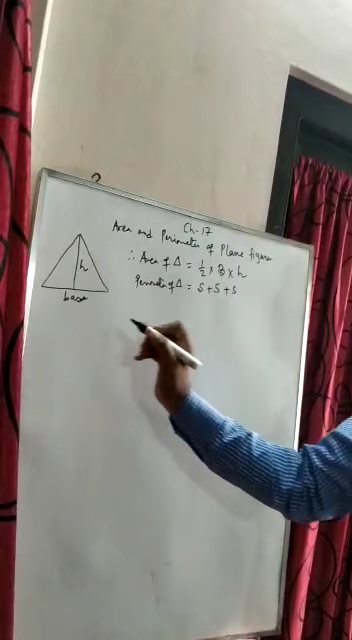 Ch-17
Area and Perimeter of Plane figures
∴ Area of Δ = 1/2 × B × h
Perimeter of Δ = S + S + S
h
base